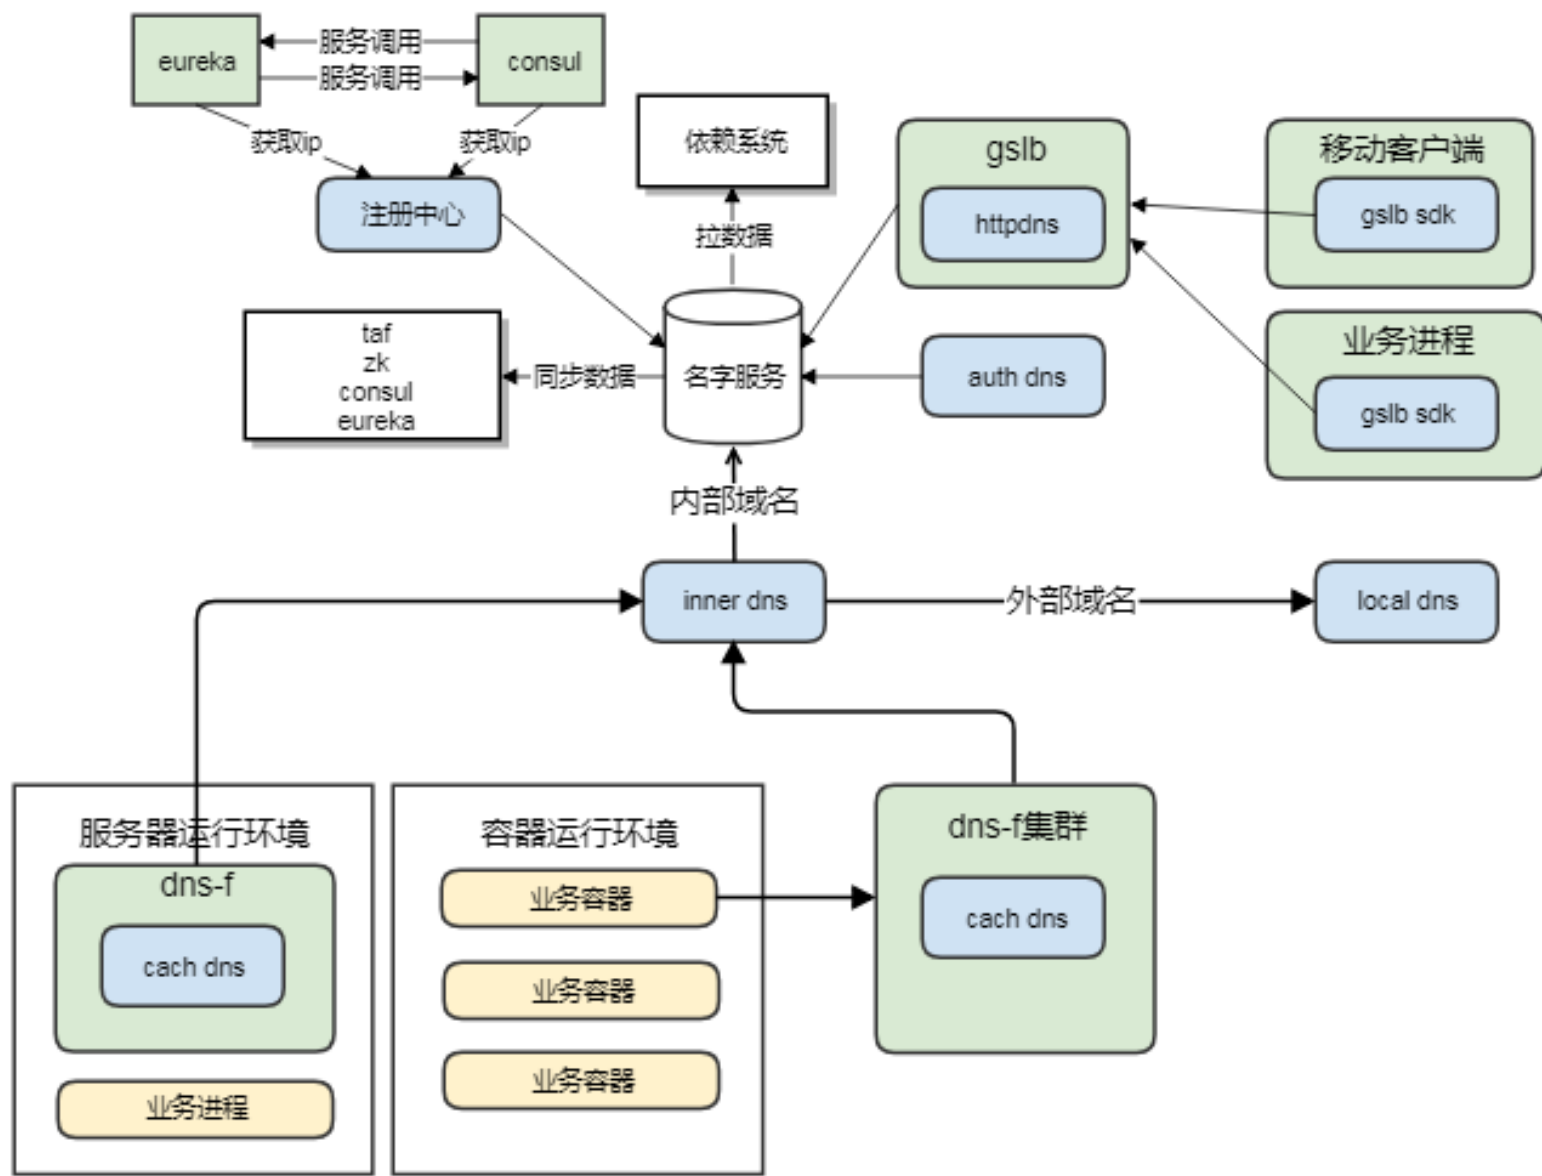 eureka
服务调用
服务调用
consul
获取ip
获取ip
注册中心
依赖系统
拉数据
gslb
httpdns
移动客户端
gslb sdk
业务进程
gslb sdk
taf
zk
consul
eureka
同步数据
名字服务
auth dns
内部域名
inner dns
外部域名
local dns
服务器运行环境
dns-f
cach dns
业务进程
容器运行环境
业务容器
业务容器
业务容器
dns-f集群
cach dns